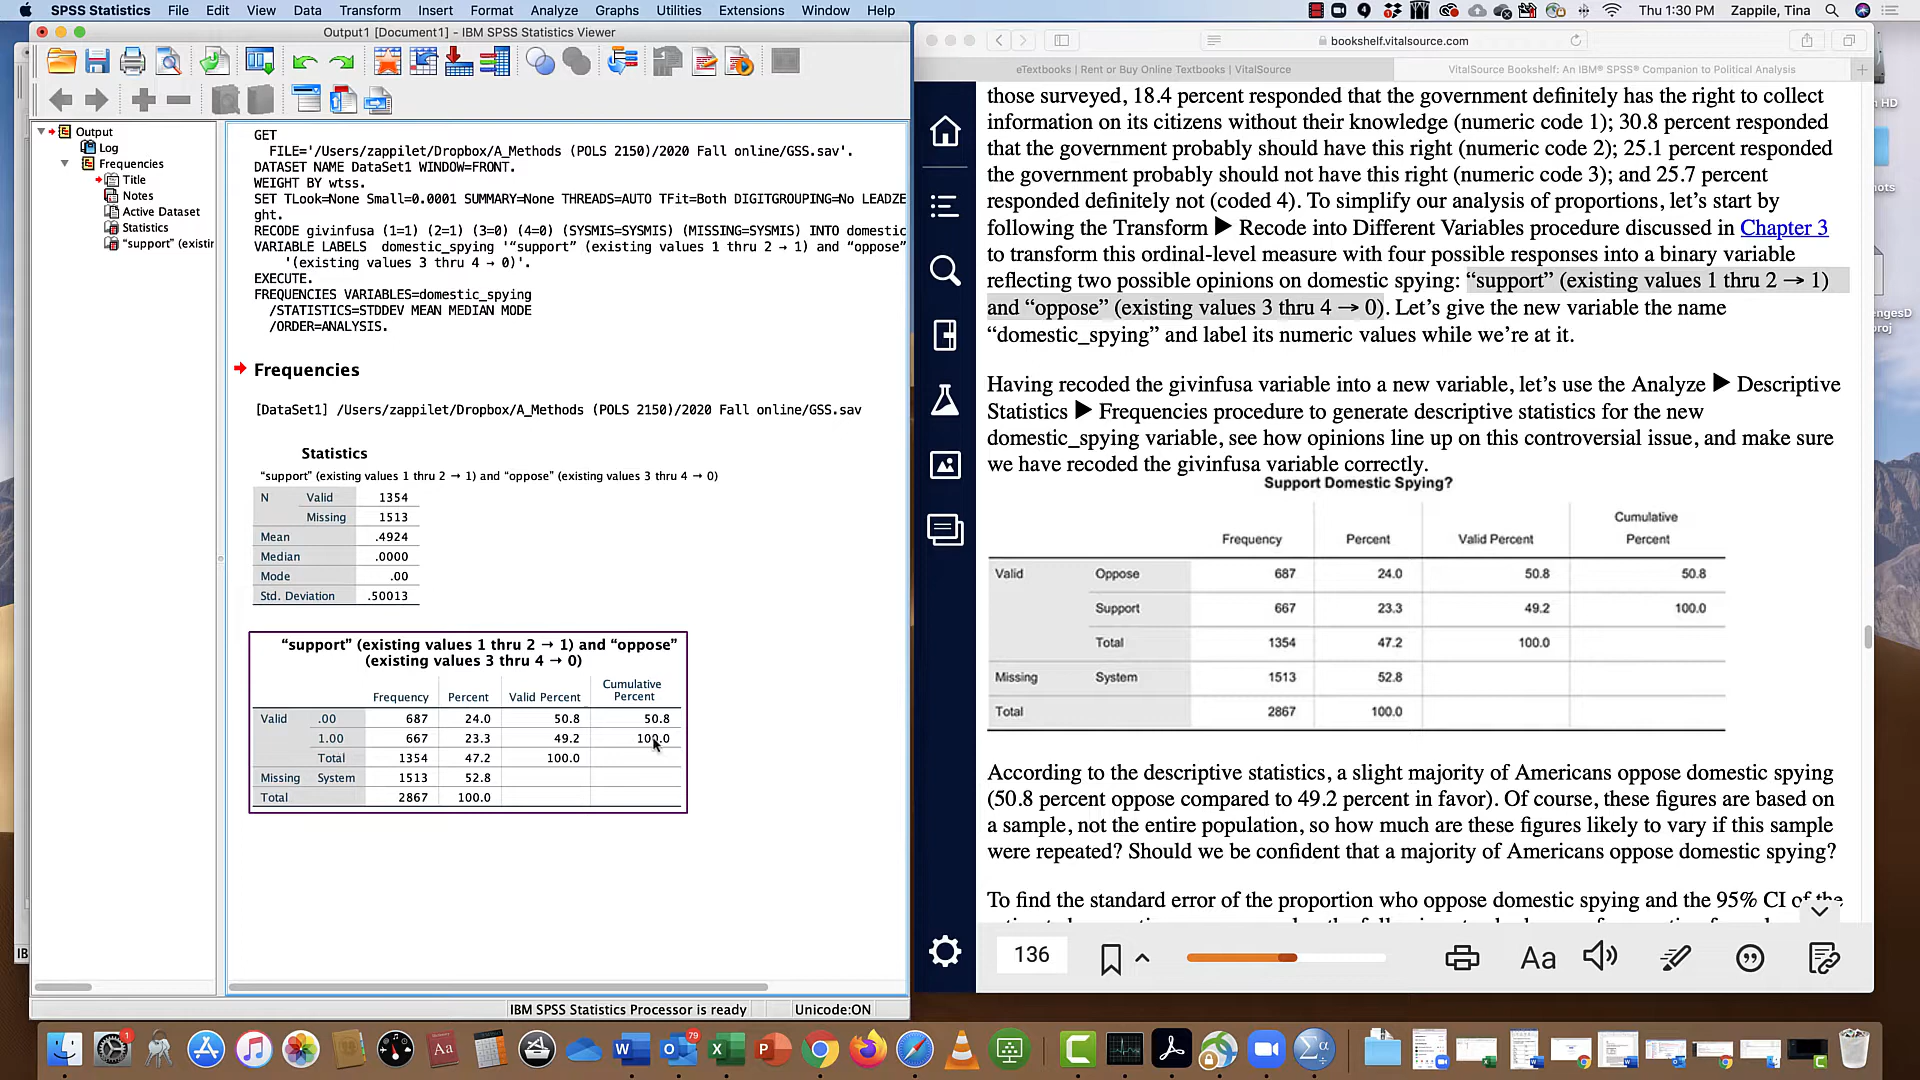 SPSS Statistics File Edit View Data Transform Insert Format Analyze Graphs Utilities Extensions Window Help
Thu 1:30 PM Zappile, Tina
Output1 [Document1] - IBM SPSS Statistics Viewer
Output
Log
Frequencies
Title
Notes
Active Dataset
Statistics
“support” (existir
GET
FILE='/Users/zappilet/Dropbox/A_Methods (POLS 2150)/2020 Fall online/GSS.sav'.
DATASET NAME DataSet1 WINDOW=FRONT.
WEIGHT BY wtss.
SET TLook=None Small=0.0001 SUMMARY=None THREADS=AUTO TFit=Both DIGITGROUPING=No LEADZE
ght.
RECODE givinfusa (1=1) (2=1) (3=0) (4=0) (SYSMIS=SYSMIS) (MISSING=SYSMIS) INTO domestic
VARIABLE LABELS domestic_spying '“support” (existing values 1 thru 2 → 1) and “oppose”
'(existing values 3 thru 4 → 0)'.
EXECUTE.
FREQUENCIES VARIABLES=domestic_spying
/STATISTICS=STDDEV MEAN MEDIAN MODE
/ORDER=ANALYSIS.
Frequencies
[DataSet1] /Users/zappilet/Dropbox/A_Methods (POLS 2150)/2020 Fall online/GSS.sav
Statistics
“support” (existing values 1 thru 2 → 1) and “oppose” (existing values 3 thru 4 → 0)
N Valid 1354
Missing 1513
Mean .4924
Median .0000
Mode .00
Std. Deviation .50013
“support” (existing values 1 thru 2 → 1) and “oppose”
(existing values 3 thru 4 → 0)
Frequency Percent Valid Percent Cumulative Percent
Valid .00 687 24.0 50.8 50.8
1.00 667 23.3 49.2 100.0
Total 1354 47.2 100.0
Missing System 1513 52.8
Total 2867 100.0
IBM SPSS Statistics Processor is ready Unicode:ON
bookshelf.vitalsource.com
eTextbooks | Rent or Buy Online Textbooks | VitalSource
VitalSource Bookshelf: An IBM® SPSS® Companion to Political Analysis
those surveyed, 18.4 percent responded that the government definitely has the right to collect
information on its citizens without their knowledge (numeric code 1); 30.8 percent responded
that the government probably should have this right (numeric code 2); 25.1 percent responded
the government probably should not have this right (numeric code 3); and 25.7 percent
responded definitely not (coded 4). To simplify our analysis of proportions, let’s start by
following the Transform ▶ Recode into Different Variables procedure discussed in Chapter 3
to transform this ordinal-level measure with four possible responses into a binary variable
reflecting two possible opinions on domestic spying: “support” (existing values 1 thru 2 → 1)
and “oppose” (existing values 3 thru 4 → 0). Let’s give the new variable the name
“domestic_spying” and label its numeric values while we’re at it.
Having recoded the givinfusa variable into a new variable, let’s use the Analyze ▶ Descriptive
Statistics ▶ Frequencies procedure to generate descriptive statistics for the new
domestic_spying variable, see how opinions line up on this controversial issue, and make sure
we have recoded the givinfusa variable correctly.
Support Domestic Spying?
Frequency Percent Valid Percent Cumulative Percent
Valid Oppose 687 24.0 50.8 50.8
Support 667 23.3 49.2 100.0
Total 1354 47.2 100.0
Missing System 1513 52.8
Total 2867 100.0
According to the descriptive statistics, a slight majority of Americans oppose domestic spying
(50.8 percent oppose compared to 49.2 percent in favor). Of course, these figures are based on
a sample, not the entire population, so how much are these figures likely to vary if this sample
were repeated? Should we be confident that a majority of Americans oppose domestic spying?
To find the standard error of the proportion who oppose domestic spying and the 95% CI of the
136
Aa
HD
nots
engesD
proj
IB
79